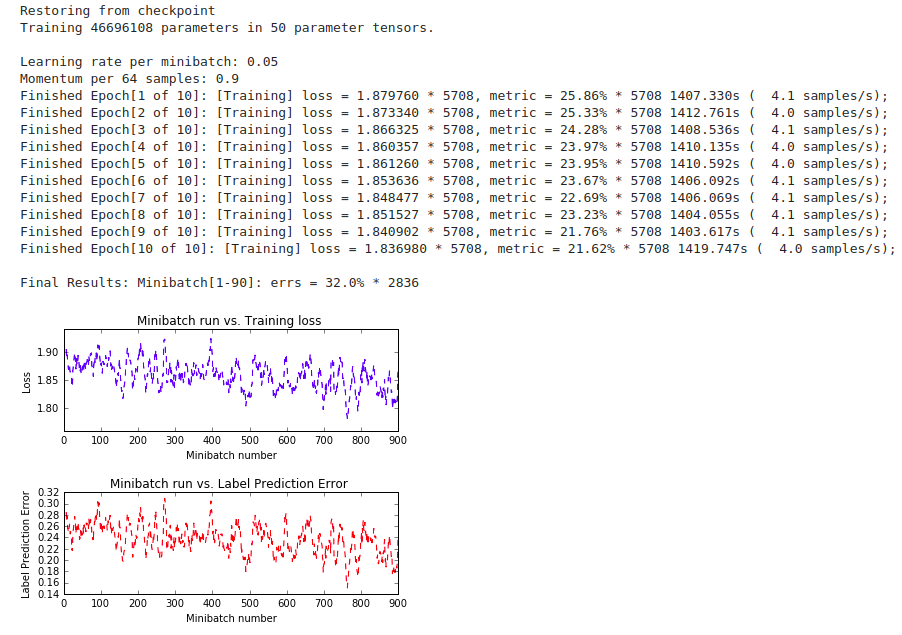 Restoring from checkpoint
Training 46696108 parameters in 50 parameter tensors.
Learning rate per minibatch: 0.05
Momentum per 64 samples: 0.9
Finished Epoch[1 of 10]: [Training] loss = 1.879760 * 5708, metric = 25.86% * 5708 1407.330s (  4.1 samples/s);
Finished Epoch[2 of 10]: [Training] loss = 1.873340 * 5708, metric = 25.33% * 5708 1412.761s (  4.0 samples/s);
Finished Epoch[3 of 10]: [Training] loss = 1.866325 * 5708, metric = 24.28% * 5708 1408.536s (  4.1 samples/s);
Finished Epoch[4 of 10]: [Training] loss = 1.860357 * 5708, metric = 23.97% * 5708 1410.135s (  4.0 samples/s);
Finished Epoch[5 of 10]: [Training] loss = 1.861260 * 5708, metric = 23.95% * 5708 1410.592s (  4.0 samples/s);
Finished Epoch[6 of 10]: [Training] loss = 1.853636 * 5708, metric = 23.67% * 5708 1406.092s (  4.1 samples/s);
Finished Epoch[7 of 10]: [Training] loss = 1.848477 * 5708, metric = 22.69% * 5708 1406.069s (  4.1 samples/s);
Finished Epoch[8 of 10]: [Training] loss = 1.851527 * 5708, metric = 23.23% * 5708 1404.055s (  4.1 samples/s);
Finished Epoch[9 of 10]: [Training] loss = 1.840902 * 5708, metric = 21.76% * 5708 1403.617s (  4.1 samples/s);
Finished Epoch[10 of 10]: [Training] loss = 1.836980 * 5708, metric = 21.62% * 5708 1419.747s (  4.0 samples/s);
Final Results: Minibatch[1-90]: errs = 32.0% * 2836
Minibatch run vs. Training loss
Loss
1.90
1.85
1.80
0 100 200 300 400 500 600 700 800 900
Minibatch number
Minibatch run vs. Label Prediction Error
Label Prediction Error
0.32
0.30
0.28
0.26
0.24
0.22
0.20
0.18
0.16
0.14
0 100 200 300 400 500 600 700 800 900
Minibatch number